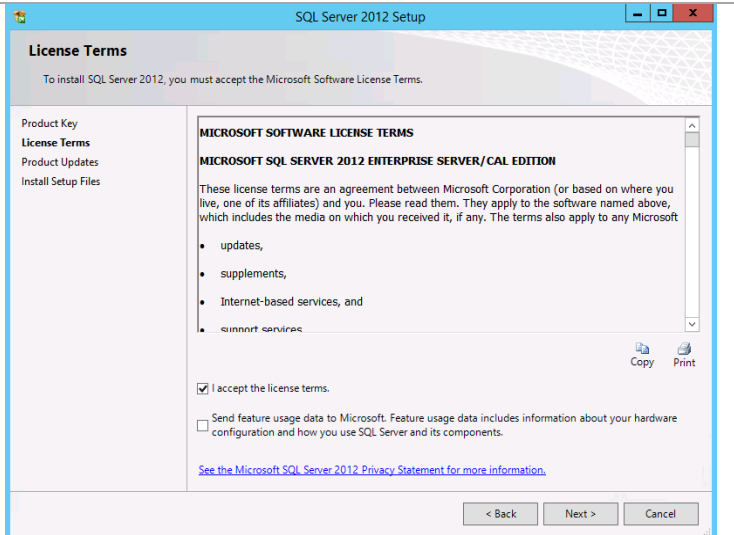 SQL Server 2012 Setup
License Terms
To install SQL Server 2012, you must accept the Microsoft Software License Terms.
Product Key
License Terms
Product Updates
Install Setup Files
MICROSOFT SOFTWARE LICENSE TERMS
MICROSOFT SQL SERVER 2012 ENTERPRISE SERVER/CAL EDITION
These license terms are an agreement between Microsoft Corporation (or based on where you
live, one of its affiliates) and you. Please read them. They apply to the software named above,
which includes the media on which you received it, if any. The terms also apply to any Microsoft
• updates,
• supplements,
• Internet-based services, and
• support services
Copy Print
I accept the license terms.
Send feature usage data to Microsoft. Feature usage data includes information about your hardware
configuration and how you use SQL Server and its components.
See the Microsoft SQL Server 2012 Privacy Statement for more information.
< Back Next > Cancel